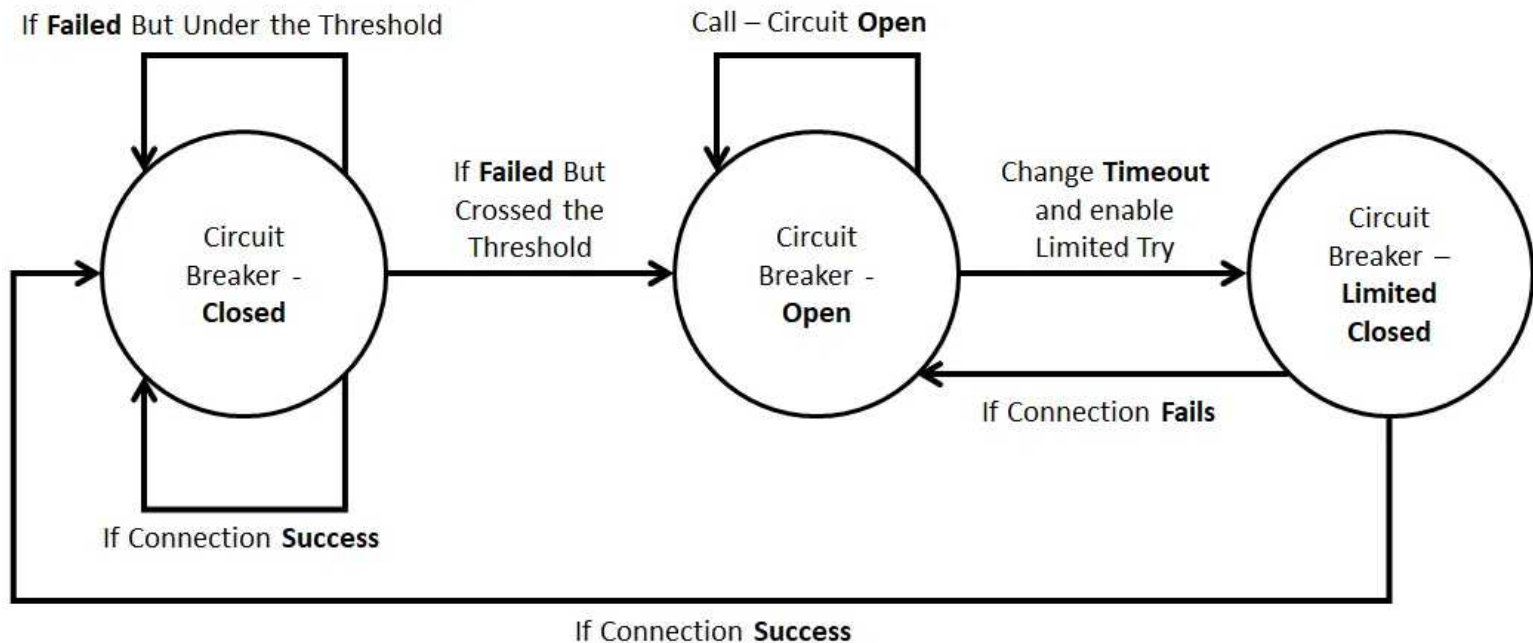 If Failed But Under the Threshold
Call – Circuit Open
If Failed But
Crossed the
Threshold
Change Timeout
and enable
Limited Try
Circuit
Breaker -
Closed
Circuit
Breaker -
Open
Circuit
Breaker –
Limited
Closed
If Connection Fails
If Connection Success
If Connection Success